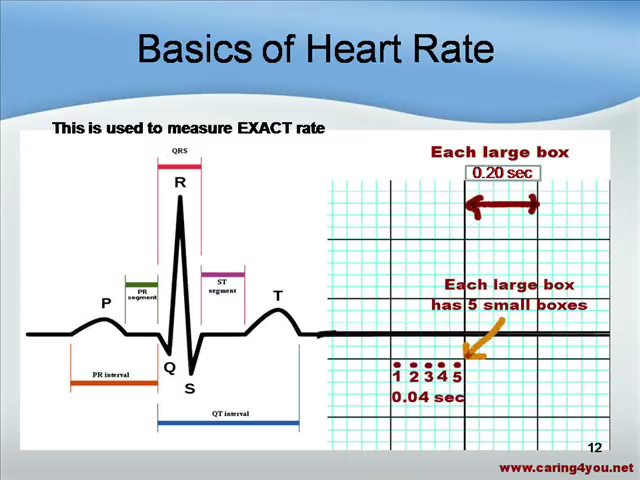 Basics of Heart Rate
This is used to measure EXACT rate
QRS
R
PR
segment
ST
segment
P
T
Q
S
PR interval
QT interval
Each large box
0.20 sec
Each large box
has 5 small boxes
1 2 3 4 5
0.04 sec
12
www.caring4you.net